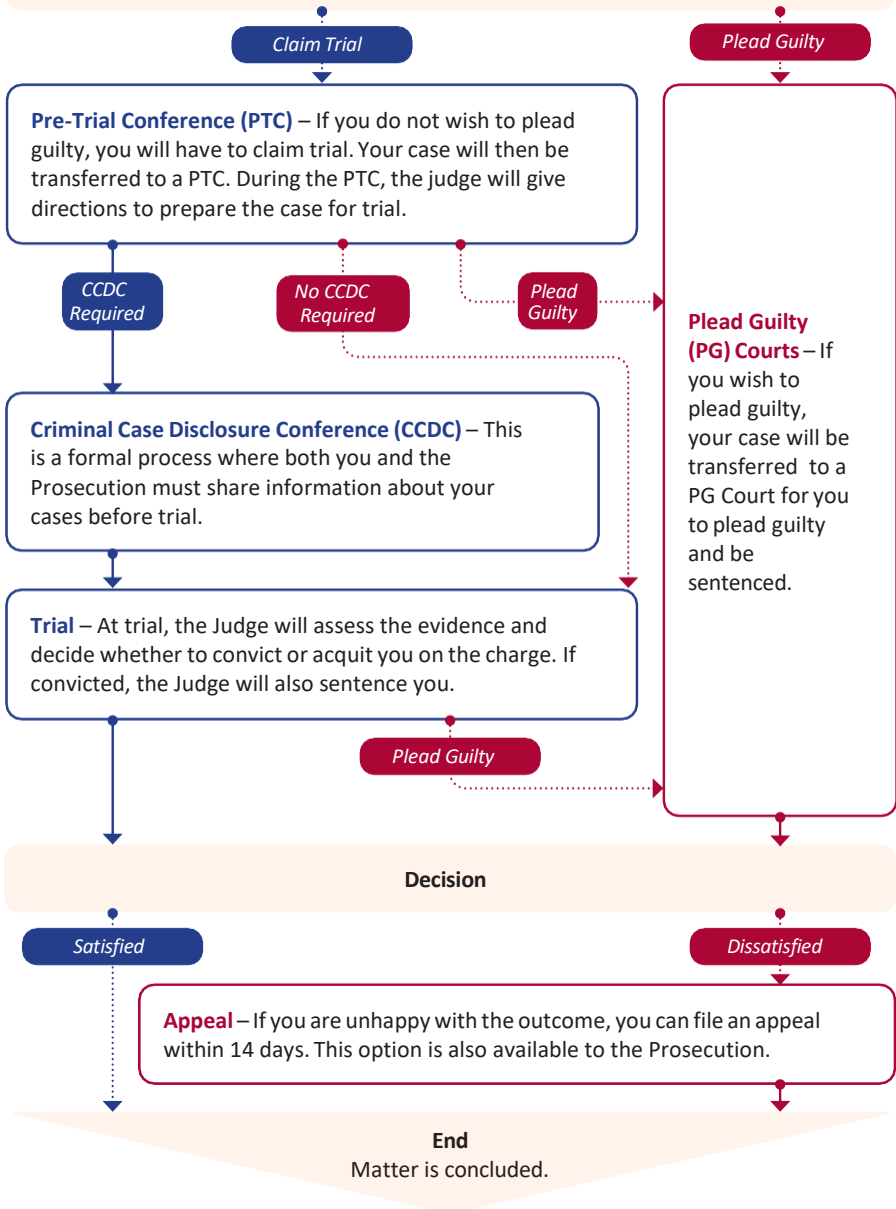 Claim Trial
Plead Guilty
Pre-Trial Conference (PTC) – If you do not wish to plead
guilty, you will have to claim trial. Your case will then be
transferred to a PTC. During the PTC, the judge will give
directions to prepare the case for trial.
CCDC
Required
No CCDC
Required
Plead
Guilty
Plead Guilty
(PG) Courts – If
you wish to
plead guilty,
your case will be
transferred to a
PG Court for you
to plead guilty
and be
sentenced.
Criminal Case Disclosure Conference (CCDC) – This
is a formal process where both you and the
Prosecution must share information about your
cases before trial.
Trial – At trial, the Judge will assess the evidence and
decide whether to convict or acquit you on the charge. If
convicted, the Judge will also sentence you.
Plead Guilty
Decision
Satisfied
Dissatisfied
Appeal – If you are unhappy with the outcome, you can file an appeal
within 14 days. This option is also available to the Prosecution.
End
Matter is concluded.